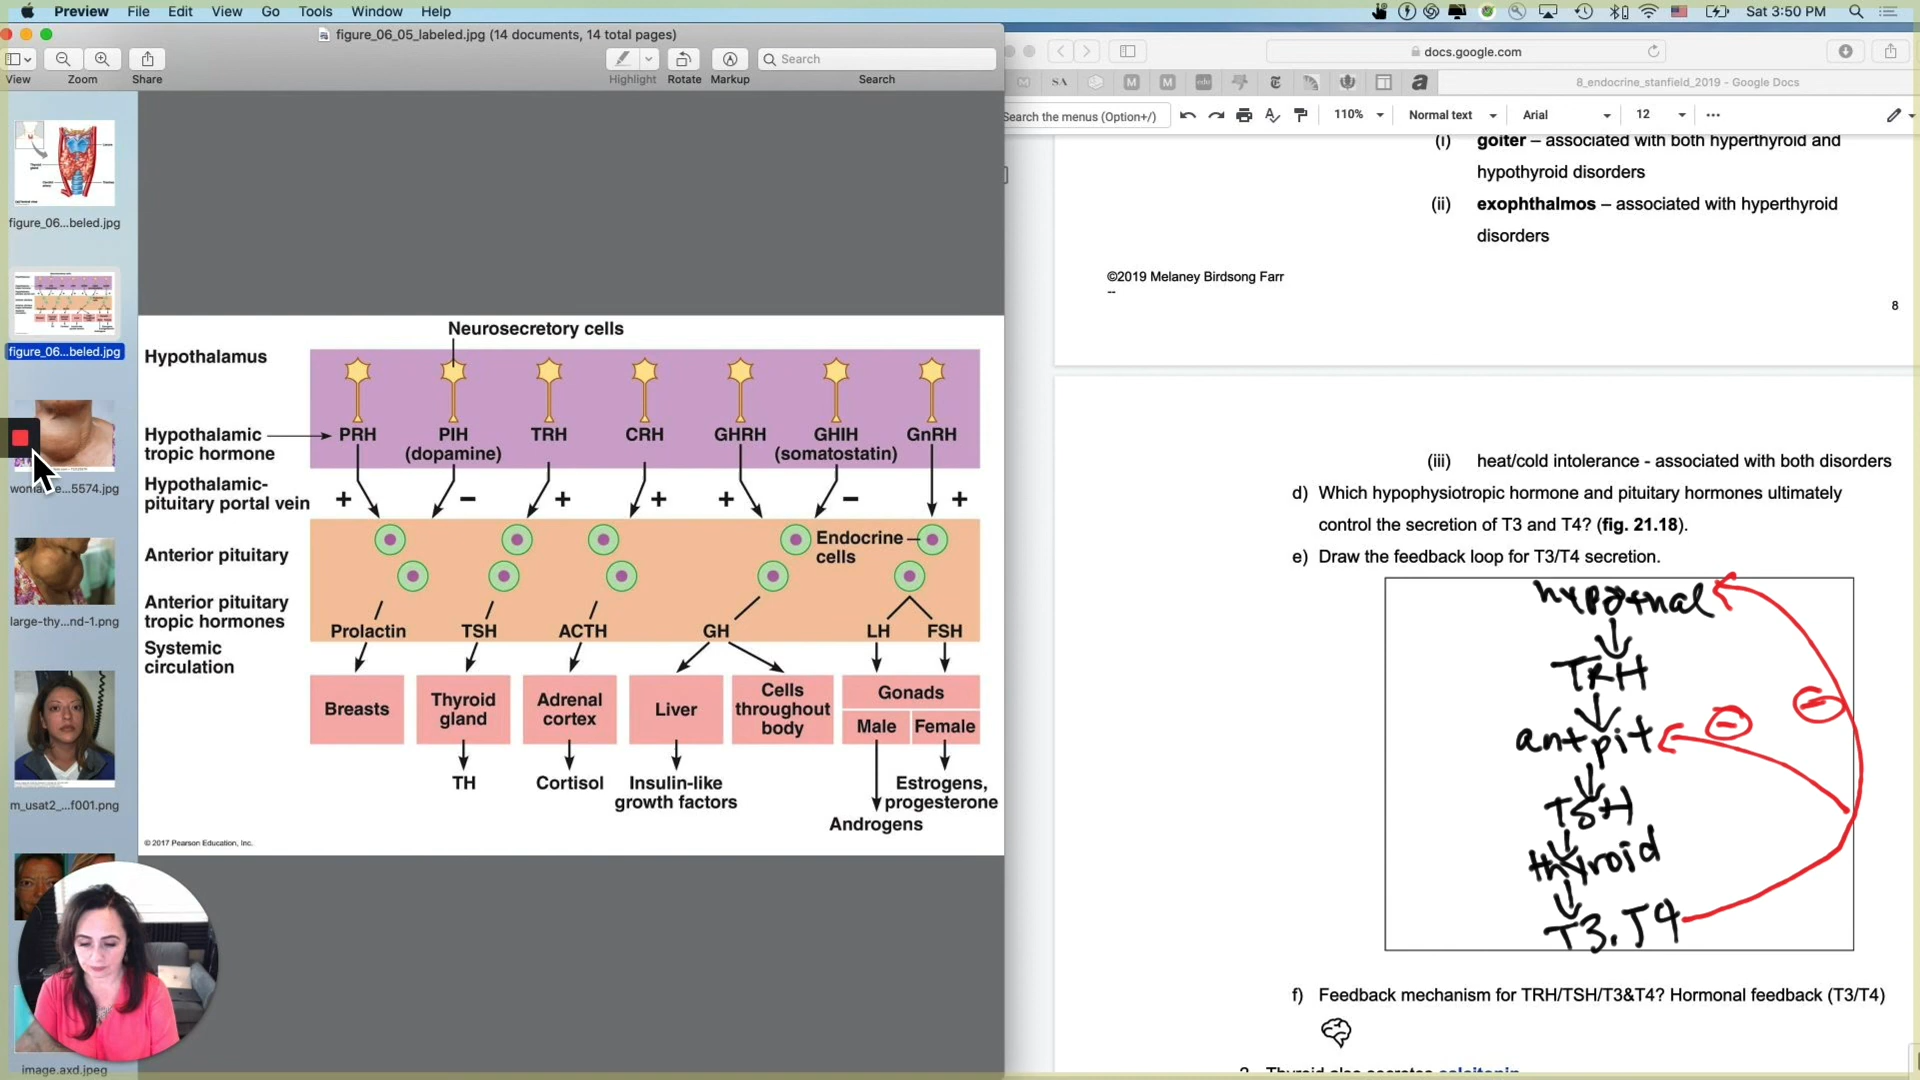 Preview File Edit View Go Tools Window Help
Sat 3:50 PM
figure_06_05_labeled.jpg (14 documents, 14 total pages)
View Zoom Share
Highlight Rotate Markup Search
Search
figure_06...beled.jpg
figure_06...beled.jpg
large-thy...nd-1.png
m_usat2_...f001.png
image.axd.jpeg
Neurosecretory cells
Hypothalamus
Hypothalamic tropic hormone
PRH PIH (dopamine) TRH CRH GHRH GHIH (somatostatin) GnRH
Hypothalamic-pituitary portal vein
+ – + + + – +
Anterior pituitary
Endocrine cells
Anterior pituitary tropic hormones
Prolactin TSH ACTH GH LH FSH
Systemic circulation
Breasts
Thyroid gland
Adrenal cortex
Liver
Cells throughout body
Gonads
Male Female
TH
Cortisol
Insulin-like growth factors
Estrogens, progesterone
Androgens
© 2017 Pearson Education, Inc.
docs.google.com
SA
8_endocrine_stanfield_2019 - Google Docs
Search the menus (Option+/)
110% Normal text Arial 12
(i) goiter – associated with both hyperthyroid and
hypothyroid disorders
(ii) exophthalmos – associated with hyperthyroid
disorders
©2019 Melaney Birdsong Farr
--
8
(iii) heat/cold intolerance - associated with both disorders
d) Which hypophysiotropic hormone and pituitary hormones ultimately
control the secretion of T3 and T4? (fig. 21.18).
e) Draw the feedback loop for T3/T4 secretion.
hypothal
TRH
ant pit
TSH
thyroid
T3, T4
f) Feedback mechanism for TRH/TSH/T3&T4? Hormonal feedback (T3/T4)
Thyroid also secretes calcitonin